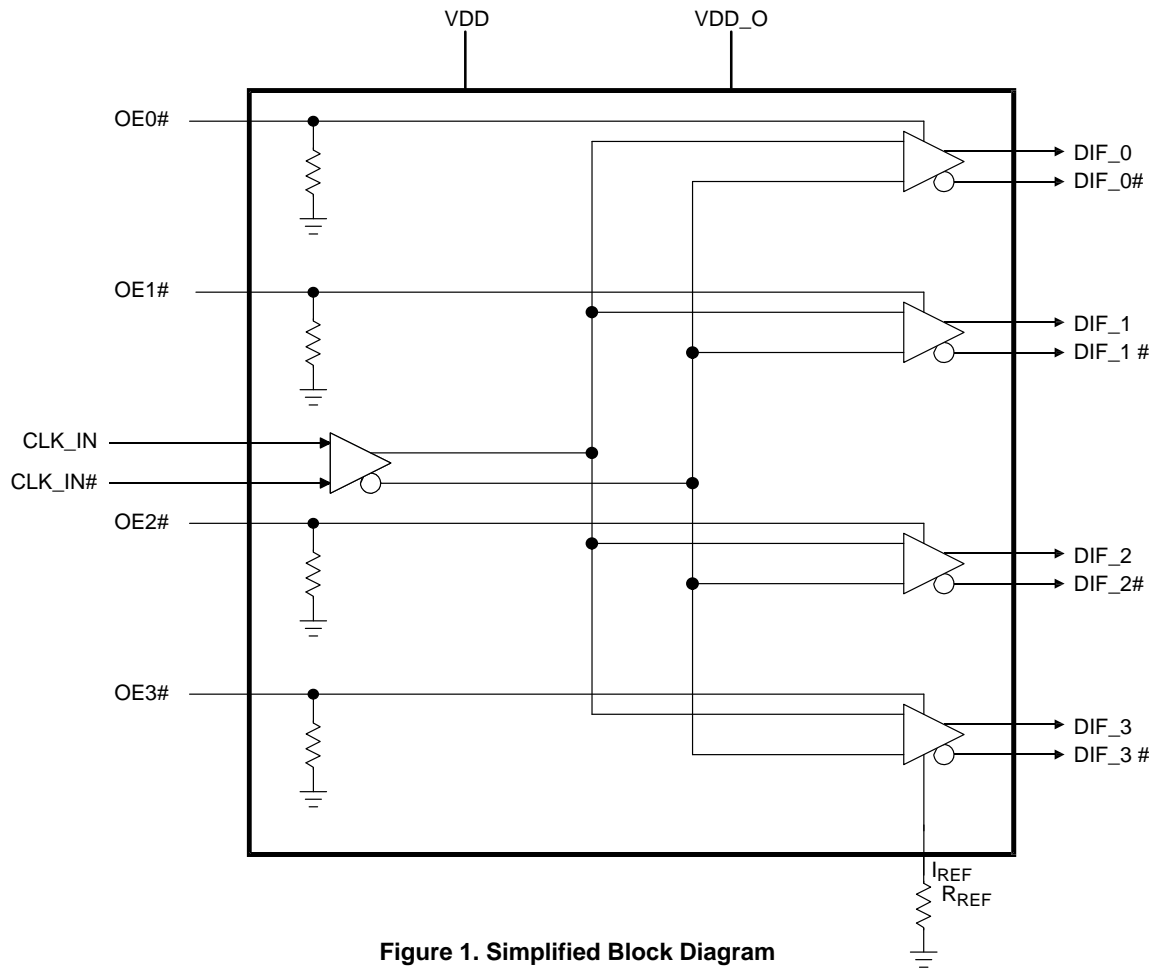 VDD
VDD_O
OE0#
DIF_0
DIF_0#
OE1#
DIF_1
DIF_1 #
CLK_IN
CLK_IN#
OE2#
DIF_2
DIF_2#
OE3#
DIF_3
DIF_3 #
IREF
RREF
Figure 1. Simplified Block Diagram